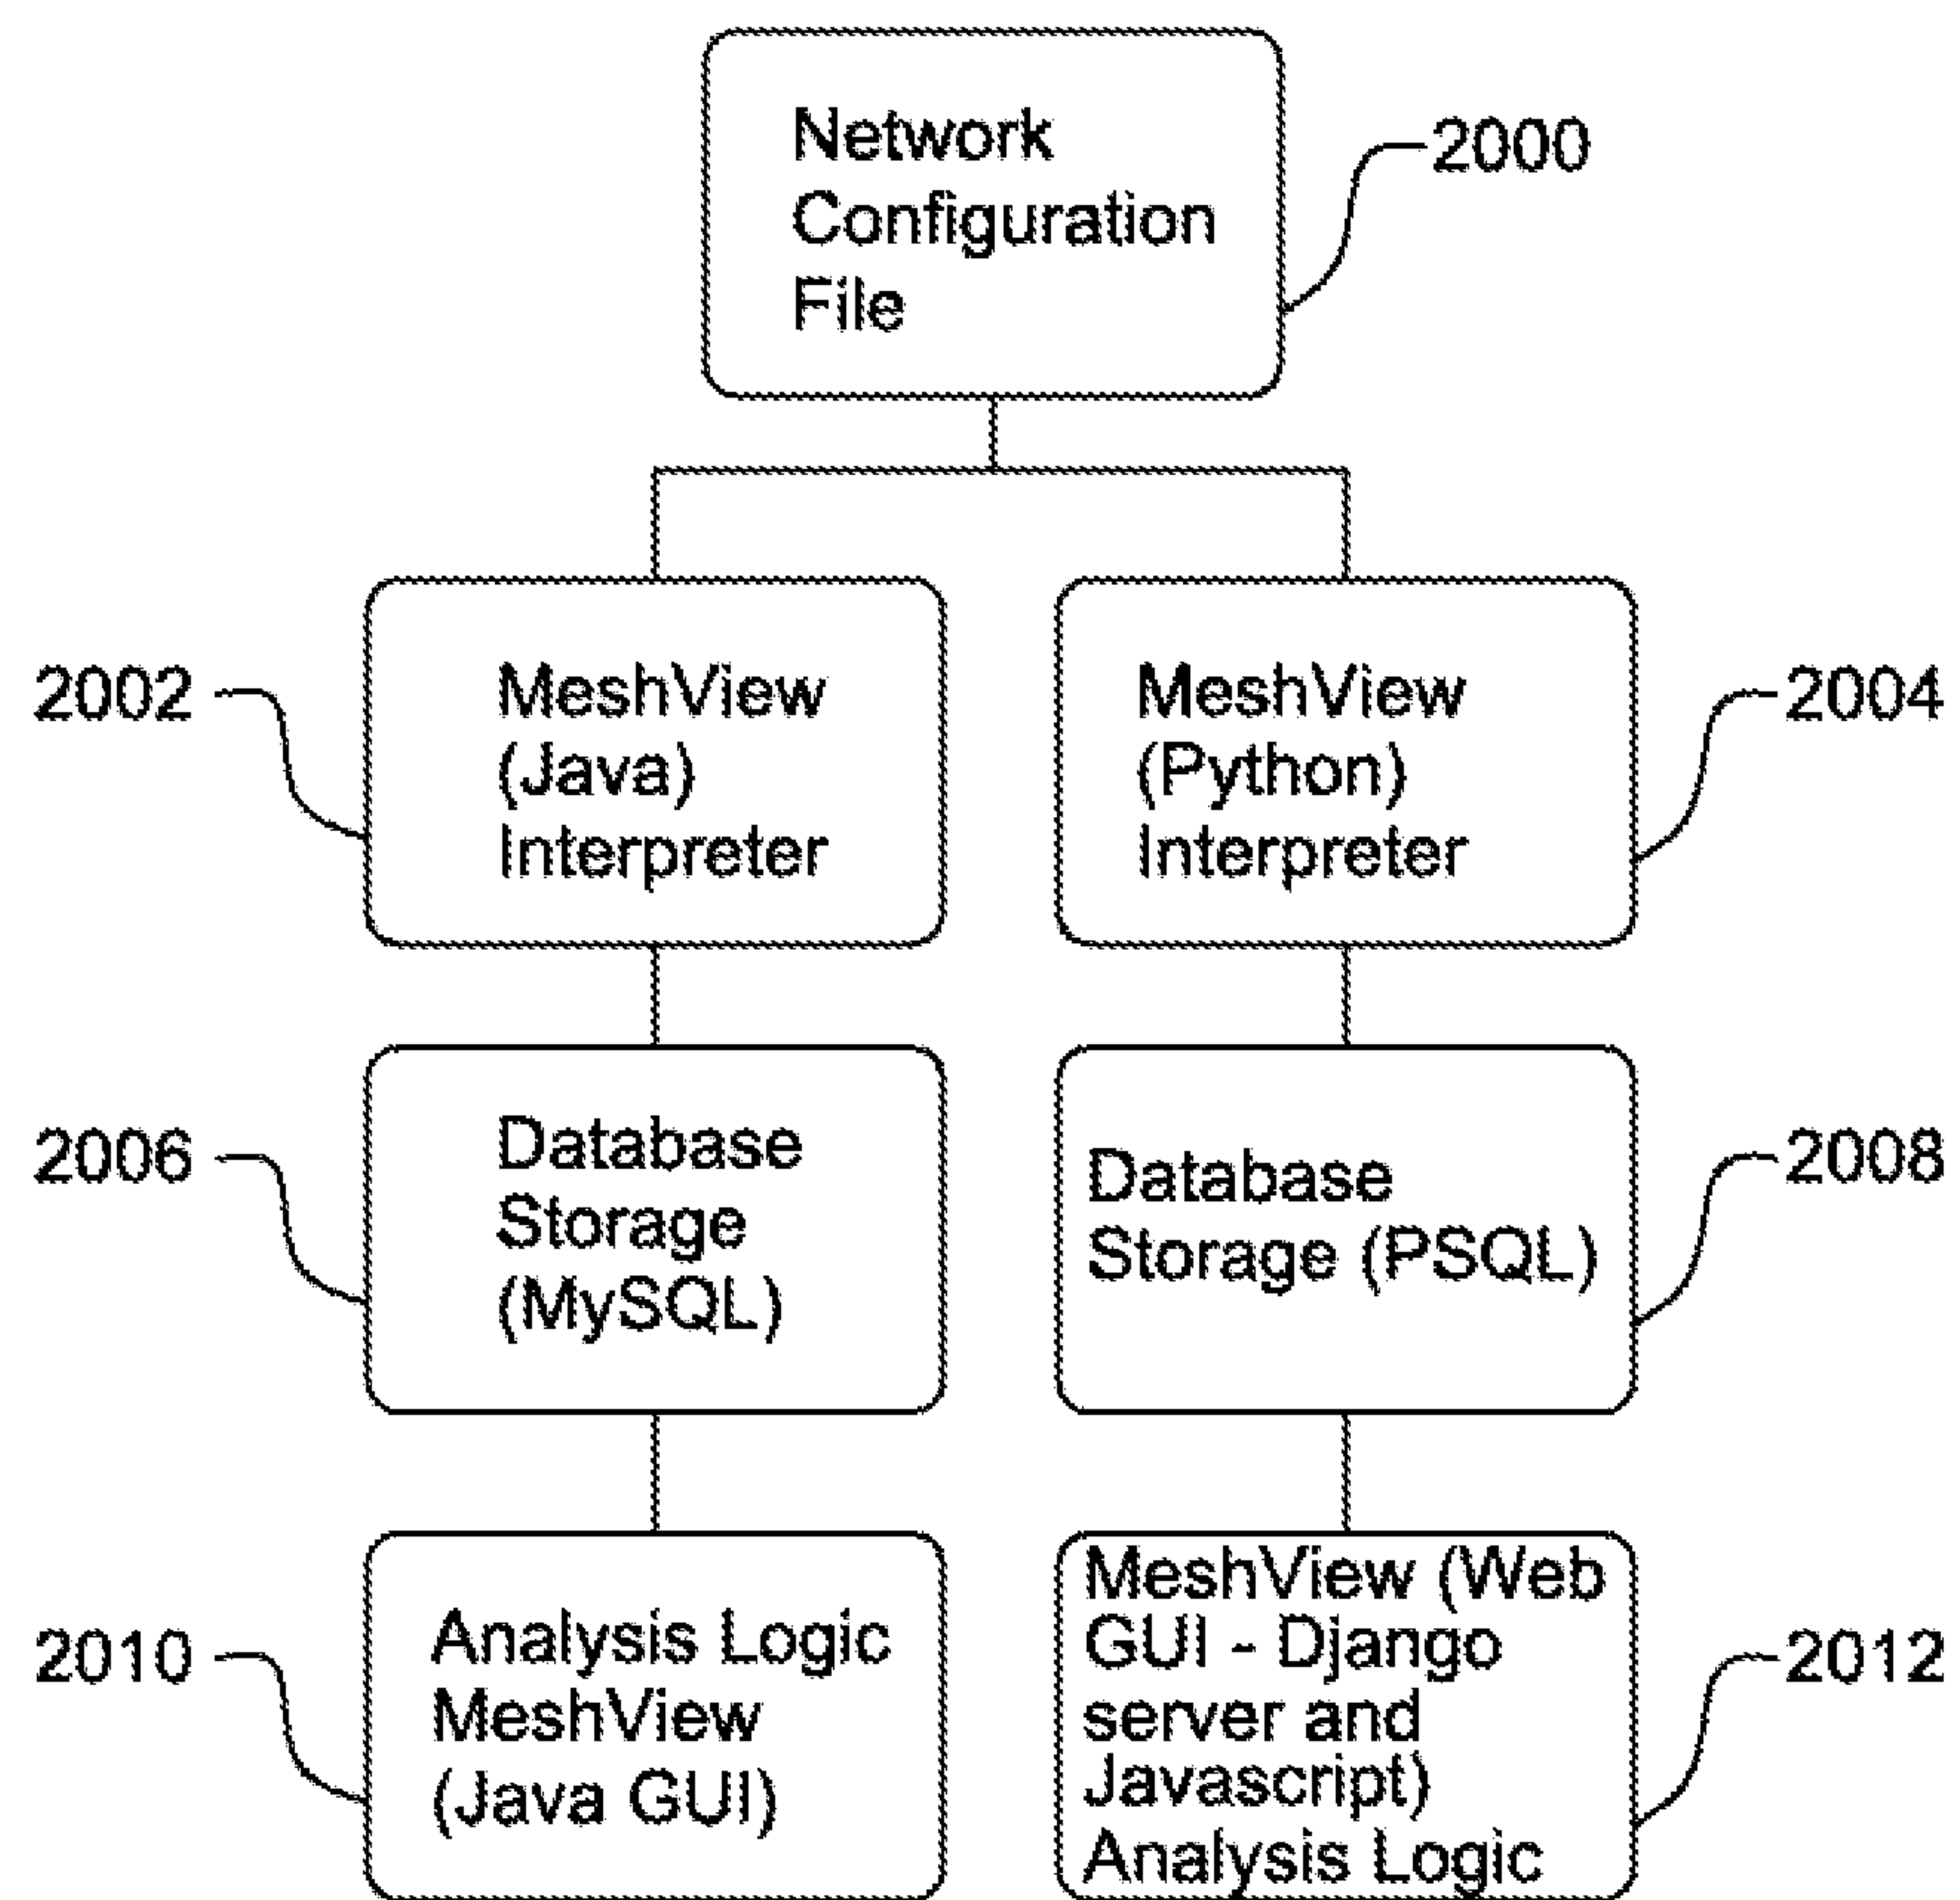 Network
Configuration
File
2000
2002
MeshView
(Java)
Interpreter
MeshView
(Python)
Interpreter
2004
2006
Database
Storage
(MySQL)
Database
Storage (PSQL)
2008
2010
Analysis Logic
MeshView
(Java GUI)
MeshView (Web
GUI - Django
server and
Javascript)
Analysis Logic
2012